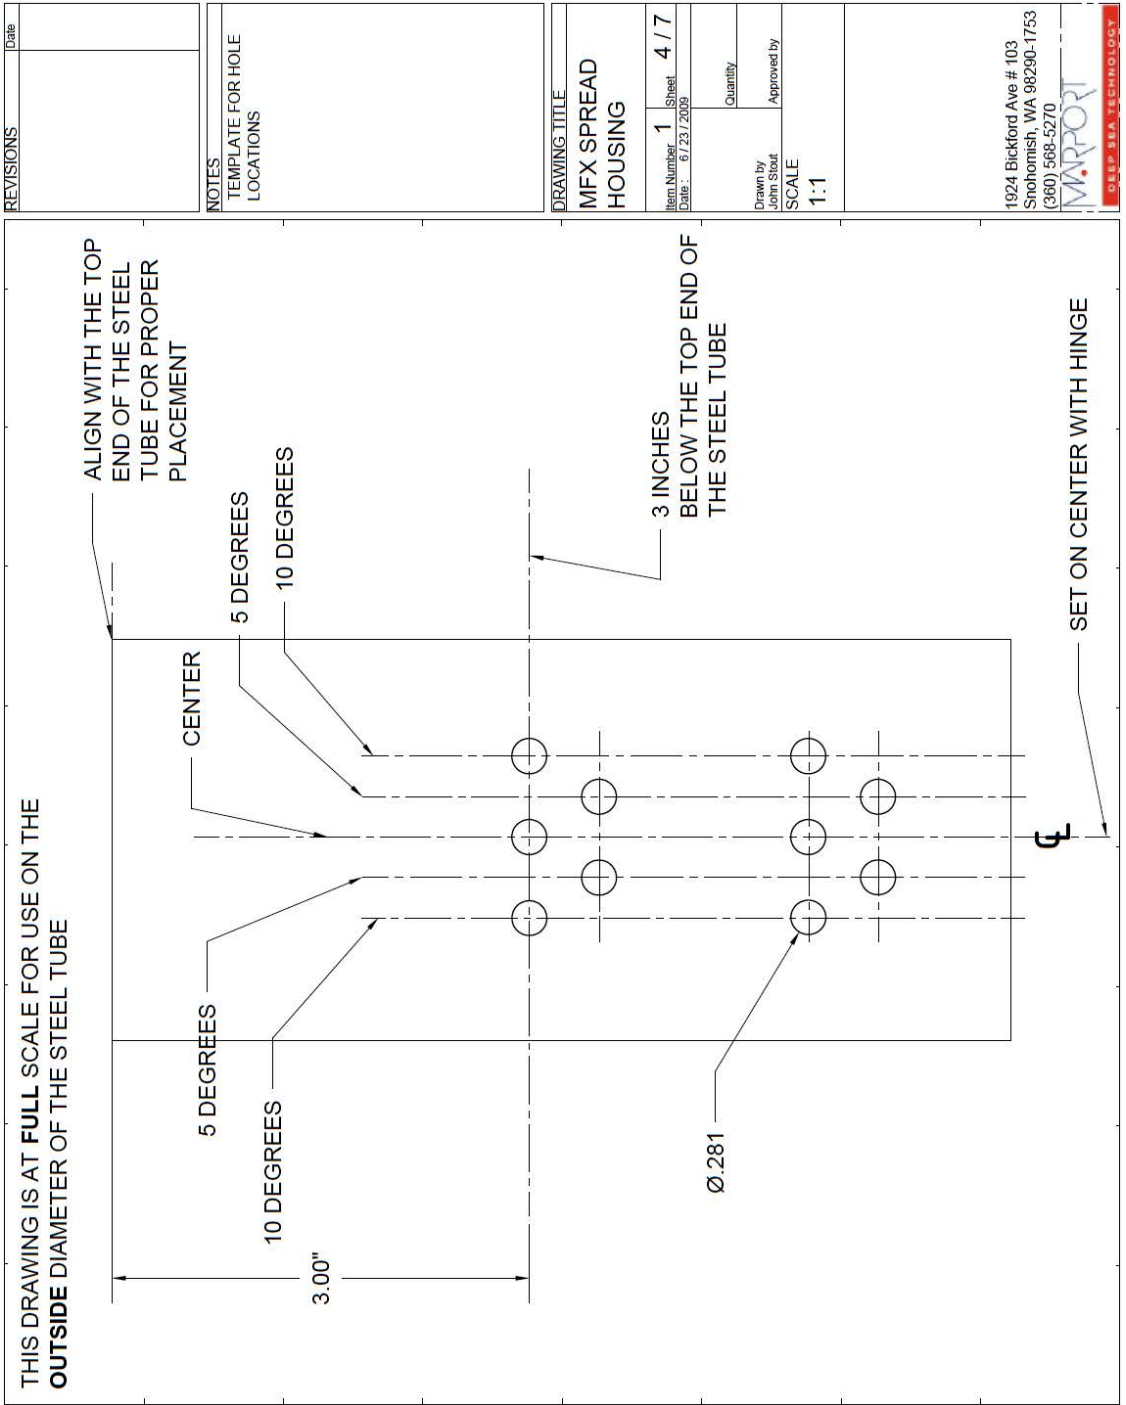 THIS DRAWING IS AT FULL SCALE FOR USE ON THE
OUTSIDE DIAMETER OF THE STEEL TUBE
ALIGN WITH THE TOP
END OF THE STEEL
TUBE FOR PROPER
PLACEMENT
5 DEGREES
10 DEGREES
CENTER
5 DEGREES
10 DEGREES
3.00"
3 INCHES
BELOW THE TOP END OF
THE STEEL TUBE
Ø.281
SET ON CENTER WITH HINGE
℄
REVISIONS
Date
NOTES
TEMPLATE FOR HOLE
LOCATIONS
DRAWING TITLE
MFX SPREAD
HOUSING
Item Number 1
Sheet 4 / 7
Date : 6 / 23 / 2009
Quantity
Drawn by
John Stout
Approved by
SCALE
1:1
1924 Bickford Ave # 103
Snohomish, WA 98290-1753
(360) 568-5270
MARPORT
DEEP SEA TECHNOLOGY